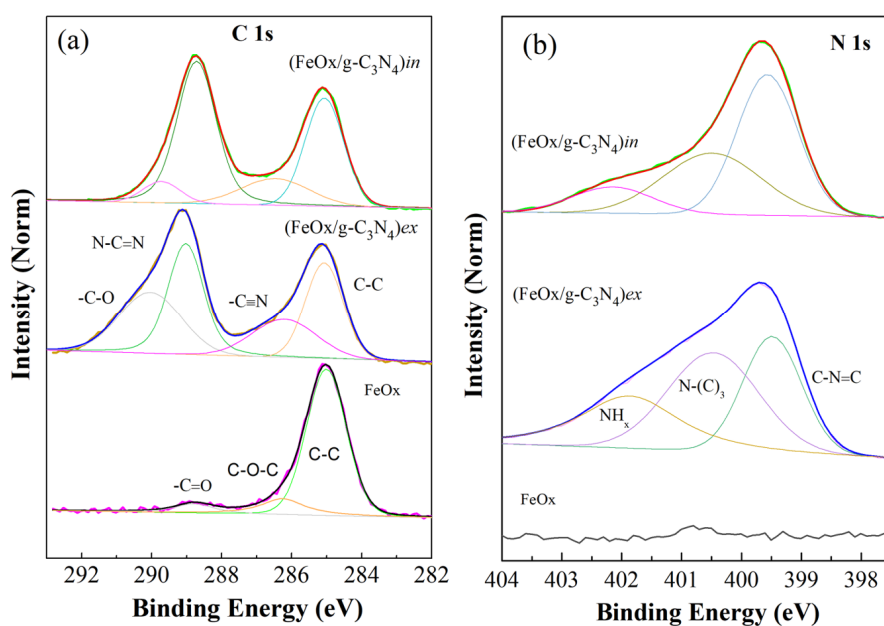 (a)
C 1s
(FeOx/g-C₃N₄)in
(FeOx/g-C₃N₄)ex
N-C=N
-C-O
-C≡N
C-C
FeOx
-C=O
C-O-C
C-C
Intensity (Norm)
292 290 288 286 284 282
Binding Energy (eV)
(b)
N 1s
(FeOx/g-C₃N₄)in
(FeOx/g-C₃N₄)ex
C-N=C
N-(C)₃
NHₓ
FeOx
Intensity (Norm)
404 403 402 401 400 399 398
Binding Energy (eV)